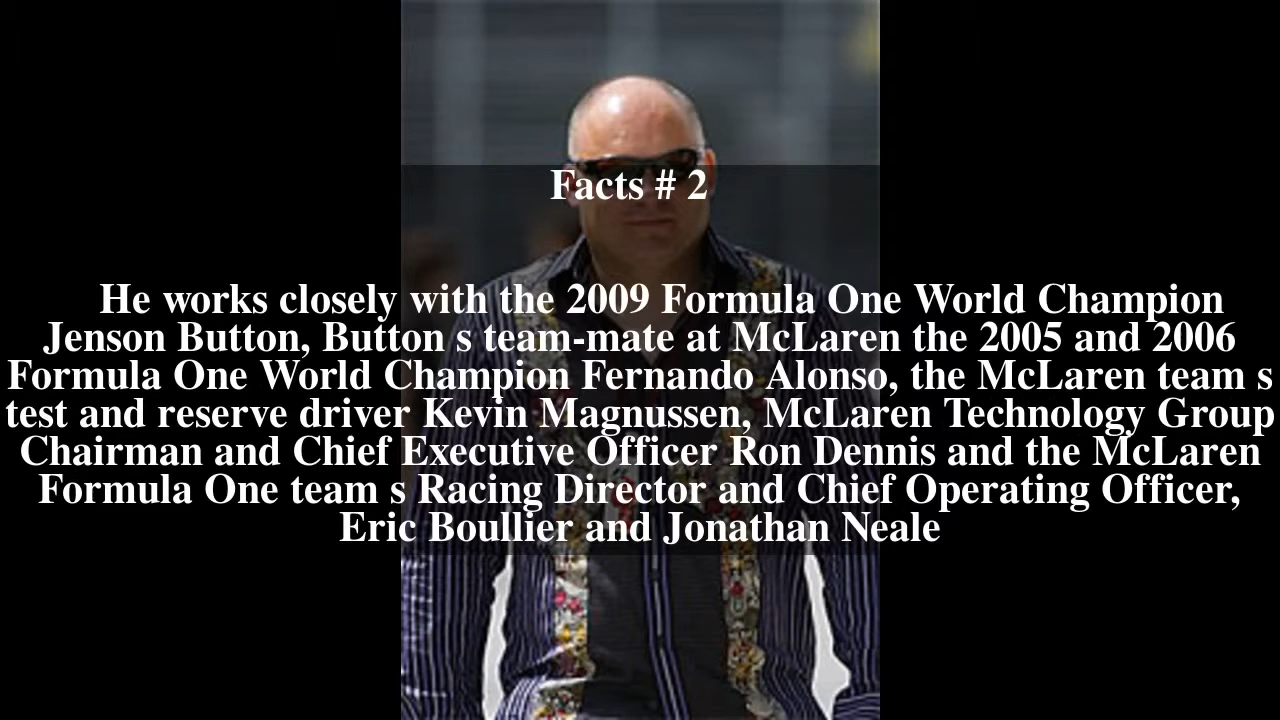 Facts # 2
He works closely with the 2009 Formula One World Champion
Jenson Button, Button s team-mate at McLaren the 2005 and 2006
Formula One World Champion Fernando Alonso, the McLaren team s
test and reserve driver Kevin Magnussen, McLaren Technology Group
Chairman and Chief Executive Officer Ron Dennis and the McLaren
Formula One team s Racing Director and Chief Operating Officer,
Eric Boullier and Jonathan Neale